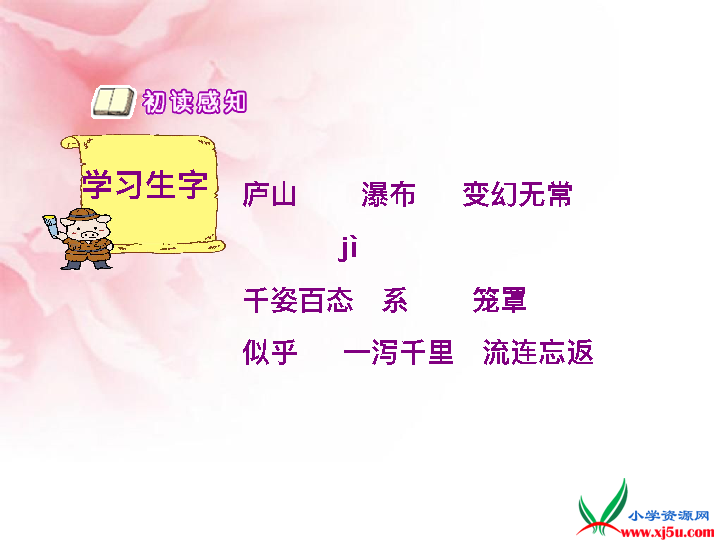 初读感知
学习生字
庐山 瀑布 变幻无常
jì
千姿百态 系 笼罩
似乎 一泻千里 流连忘返
小学资源网
www.xj5u.com